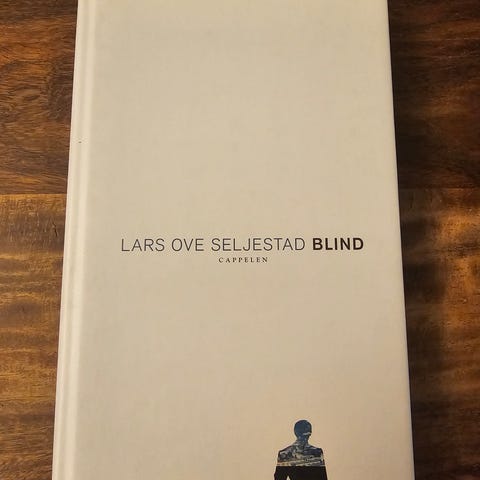 LARS OVE SELJESTAD BLIND
CAPPELEN